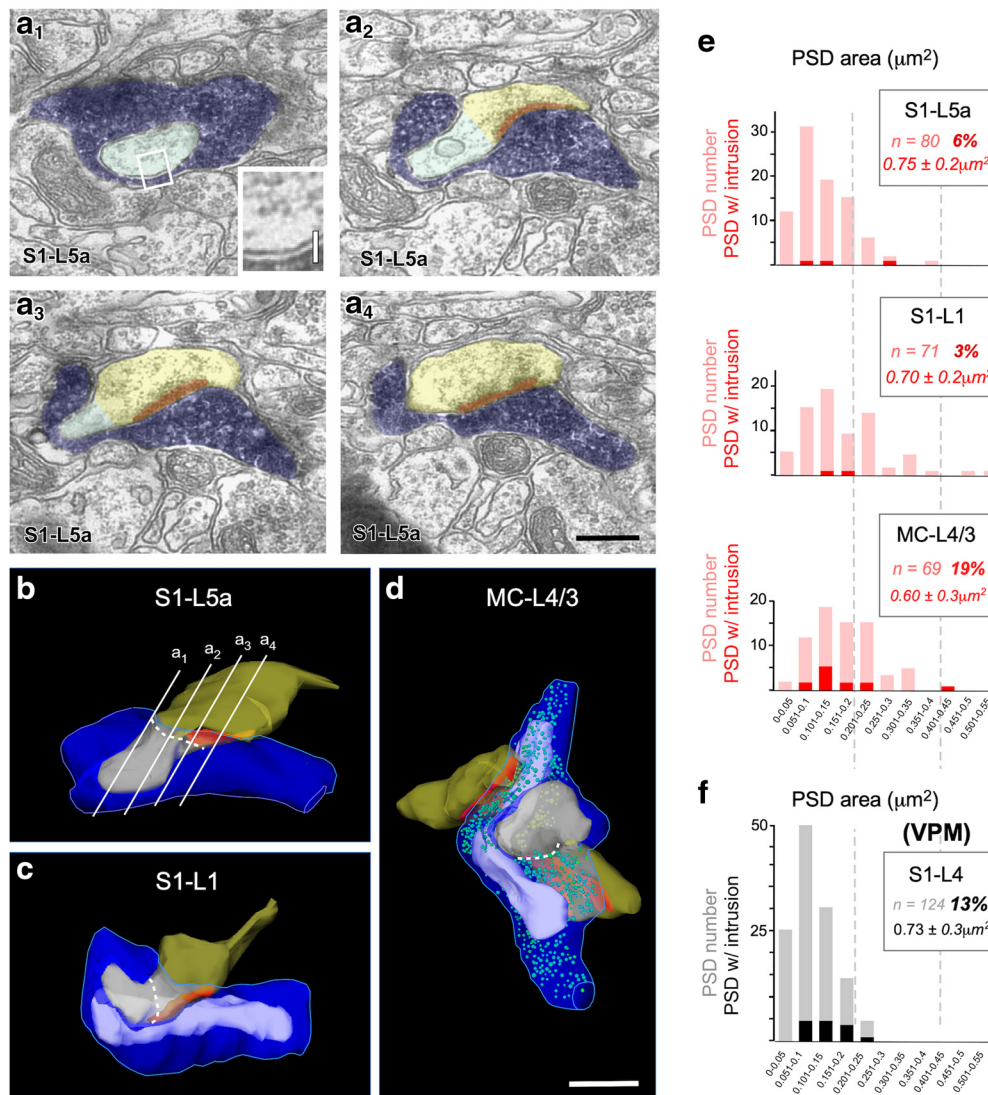 a1
S1-L5a
a2
S1-L5a
a3
S1-L5a
a4
S1-L5a
b
S1-L5a
a1
a2
a3
a4
c
S1-L1
d
MC-L4/3
e
PSD area (μm²)
S1-L5a
n = 80 6%
0.75 ± 0.2μm²
PSD number
PSD w/ intrusion
30
20
10
S1-L1
n = 71 3%
0.70 ± 0.2μm²
PSD number
PSD w/ intrusion
20
10
MC-L4/3
n = 69 19%
0.60 ± 0.3μm²
PSD number
PSD w/ intrusion
20
10
0-0.05
0.051-0.1
0.101-0.15
0.151-0.2
0.201-0.25
0.251-0.3
0.301-0.35
0.351-0.4
0.401-0.45
0.451-0.5
0.501-0.55
f
PSD area (μm²)
(VPM)
S1-L4
n = 124 13%
0.73 ± 0.3μm²
PSD number
PSD w/ intrusion
50
25
0-0.05
0.051-0.1
0.101-0.15
0.151-0.2
0.201-0.25
0.251-0.3
0.301-0.35
0.351-0.4
0.401-0.45
0.451-0.5
0.501-0.55